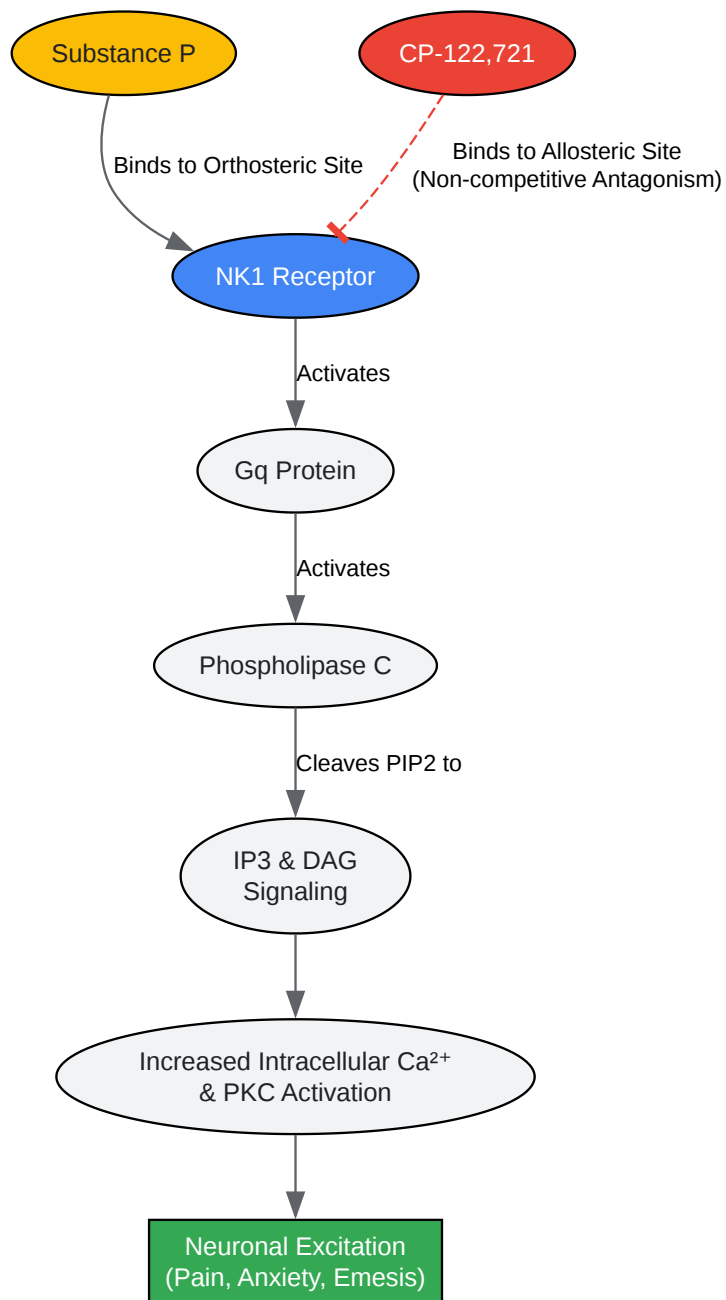 Substance P
CP-122,721
Binds to Orthosteric Site
Binds to Allosteric Site
(Non-competitive Antagonism)
NK1 Receptor
Activates
Gq Protein
Activates
Phospholipase C
Cleaves PIP2 to
IP3 & DAG
Signaling
Increased Intracellular Ca²⁺
& PKC Activation
Neuronal Excitation
(Pain, Anxiety, Emesis)